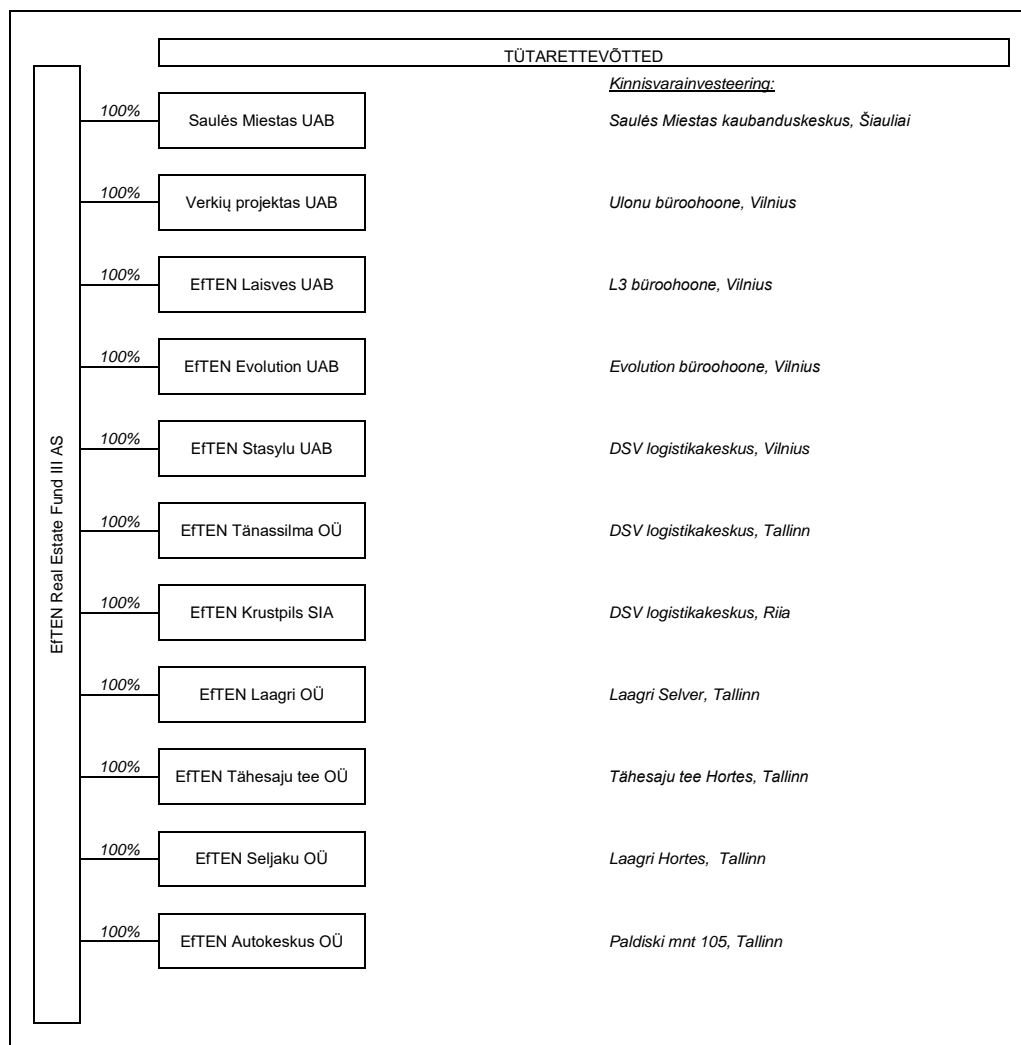 TÜTARETTEVÕTTED
EfTEN Real Estate Fund III AS
Kinnisvarainvesteering:
100% Saulės Miestas UAB Saulės Miestas kaubanduskeskus, Šiauliai
100% Verkių projektas UAB Ulonu büroohoone, Vilnius
100% EfTEN Laisves UAB L3 büroohoone, Vilnius
100% EfTEN Evolution UAB Evolution büroohoone, Vilnius
100% EfTEN Stasylu UAB DSV logistikakeskus, Vilnius
100% EfTEN Tänassilma OÜ DSV logistikakeskus, Tallinn
100% EfTEN Krustpils SIA DSV logistikakeskus, Riia
100% EfTEN Laagri OÜ Laagri Selver, Tallinn
100% EfTEN Tähesaju tee OÜ Tähesaju tee Hortes, Tallinn
100% EfTEN Seljaku OÜ Laagri Hortes, Tallinn
100% EfTEN Autokeskus OÜ Paldiski mnt 105, Tallinn